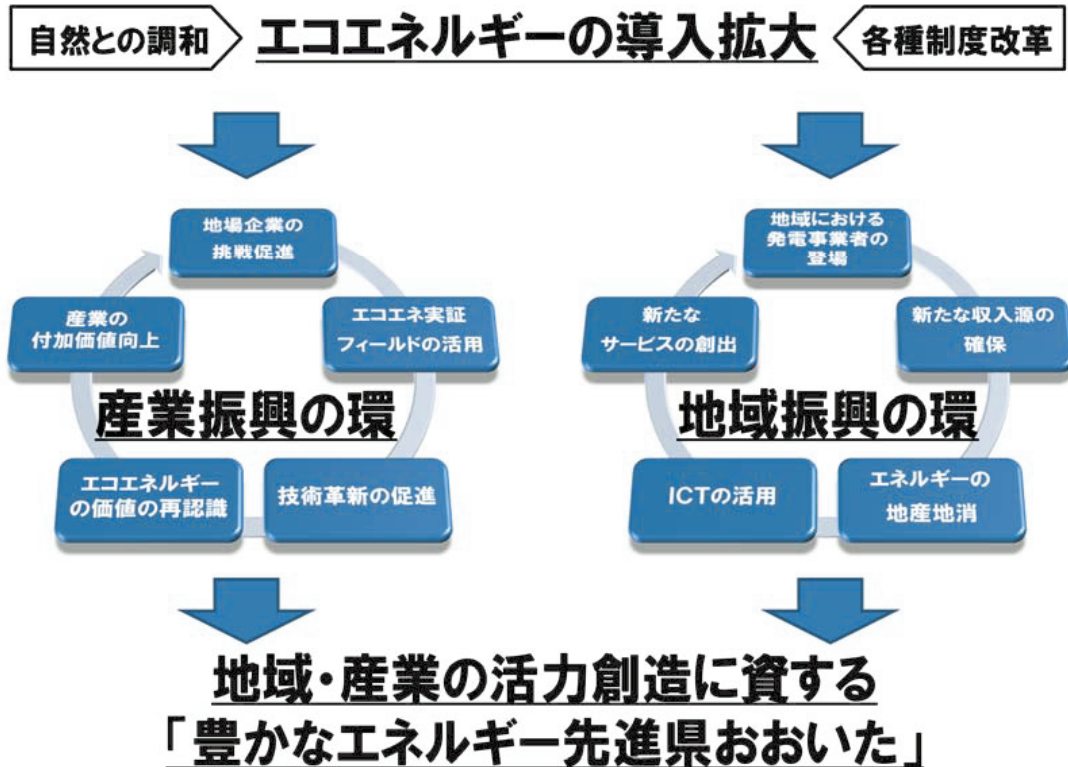 自然との調和
エコエネルギーの導入拡大
各種制度改革
地場企業の
挑戦促進
エコエネ実証
フィールドの活用
技術革新の促進
エコエネルギー
の価値の再認識
産業の
付加価値向上
産業振興の環
地域における
発電事業者の
登場
新たな収入源の
確保
エネルギーの
地産地消
ICTの活用
新たな
サービスの創出
地域振興の環
地域・産業の活力創造に資する
「豊かなエネルギー先進県おおいた」